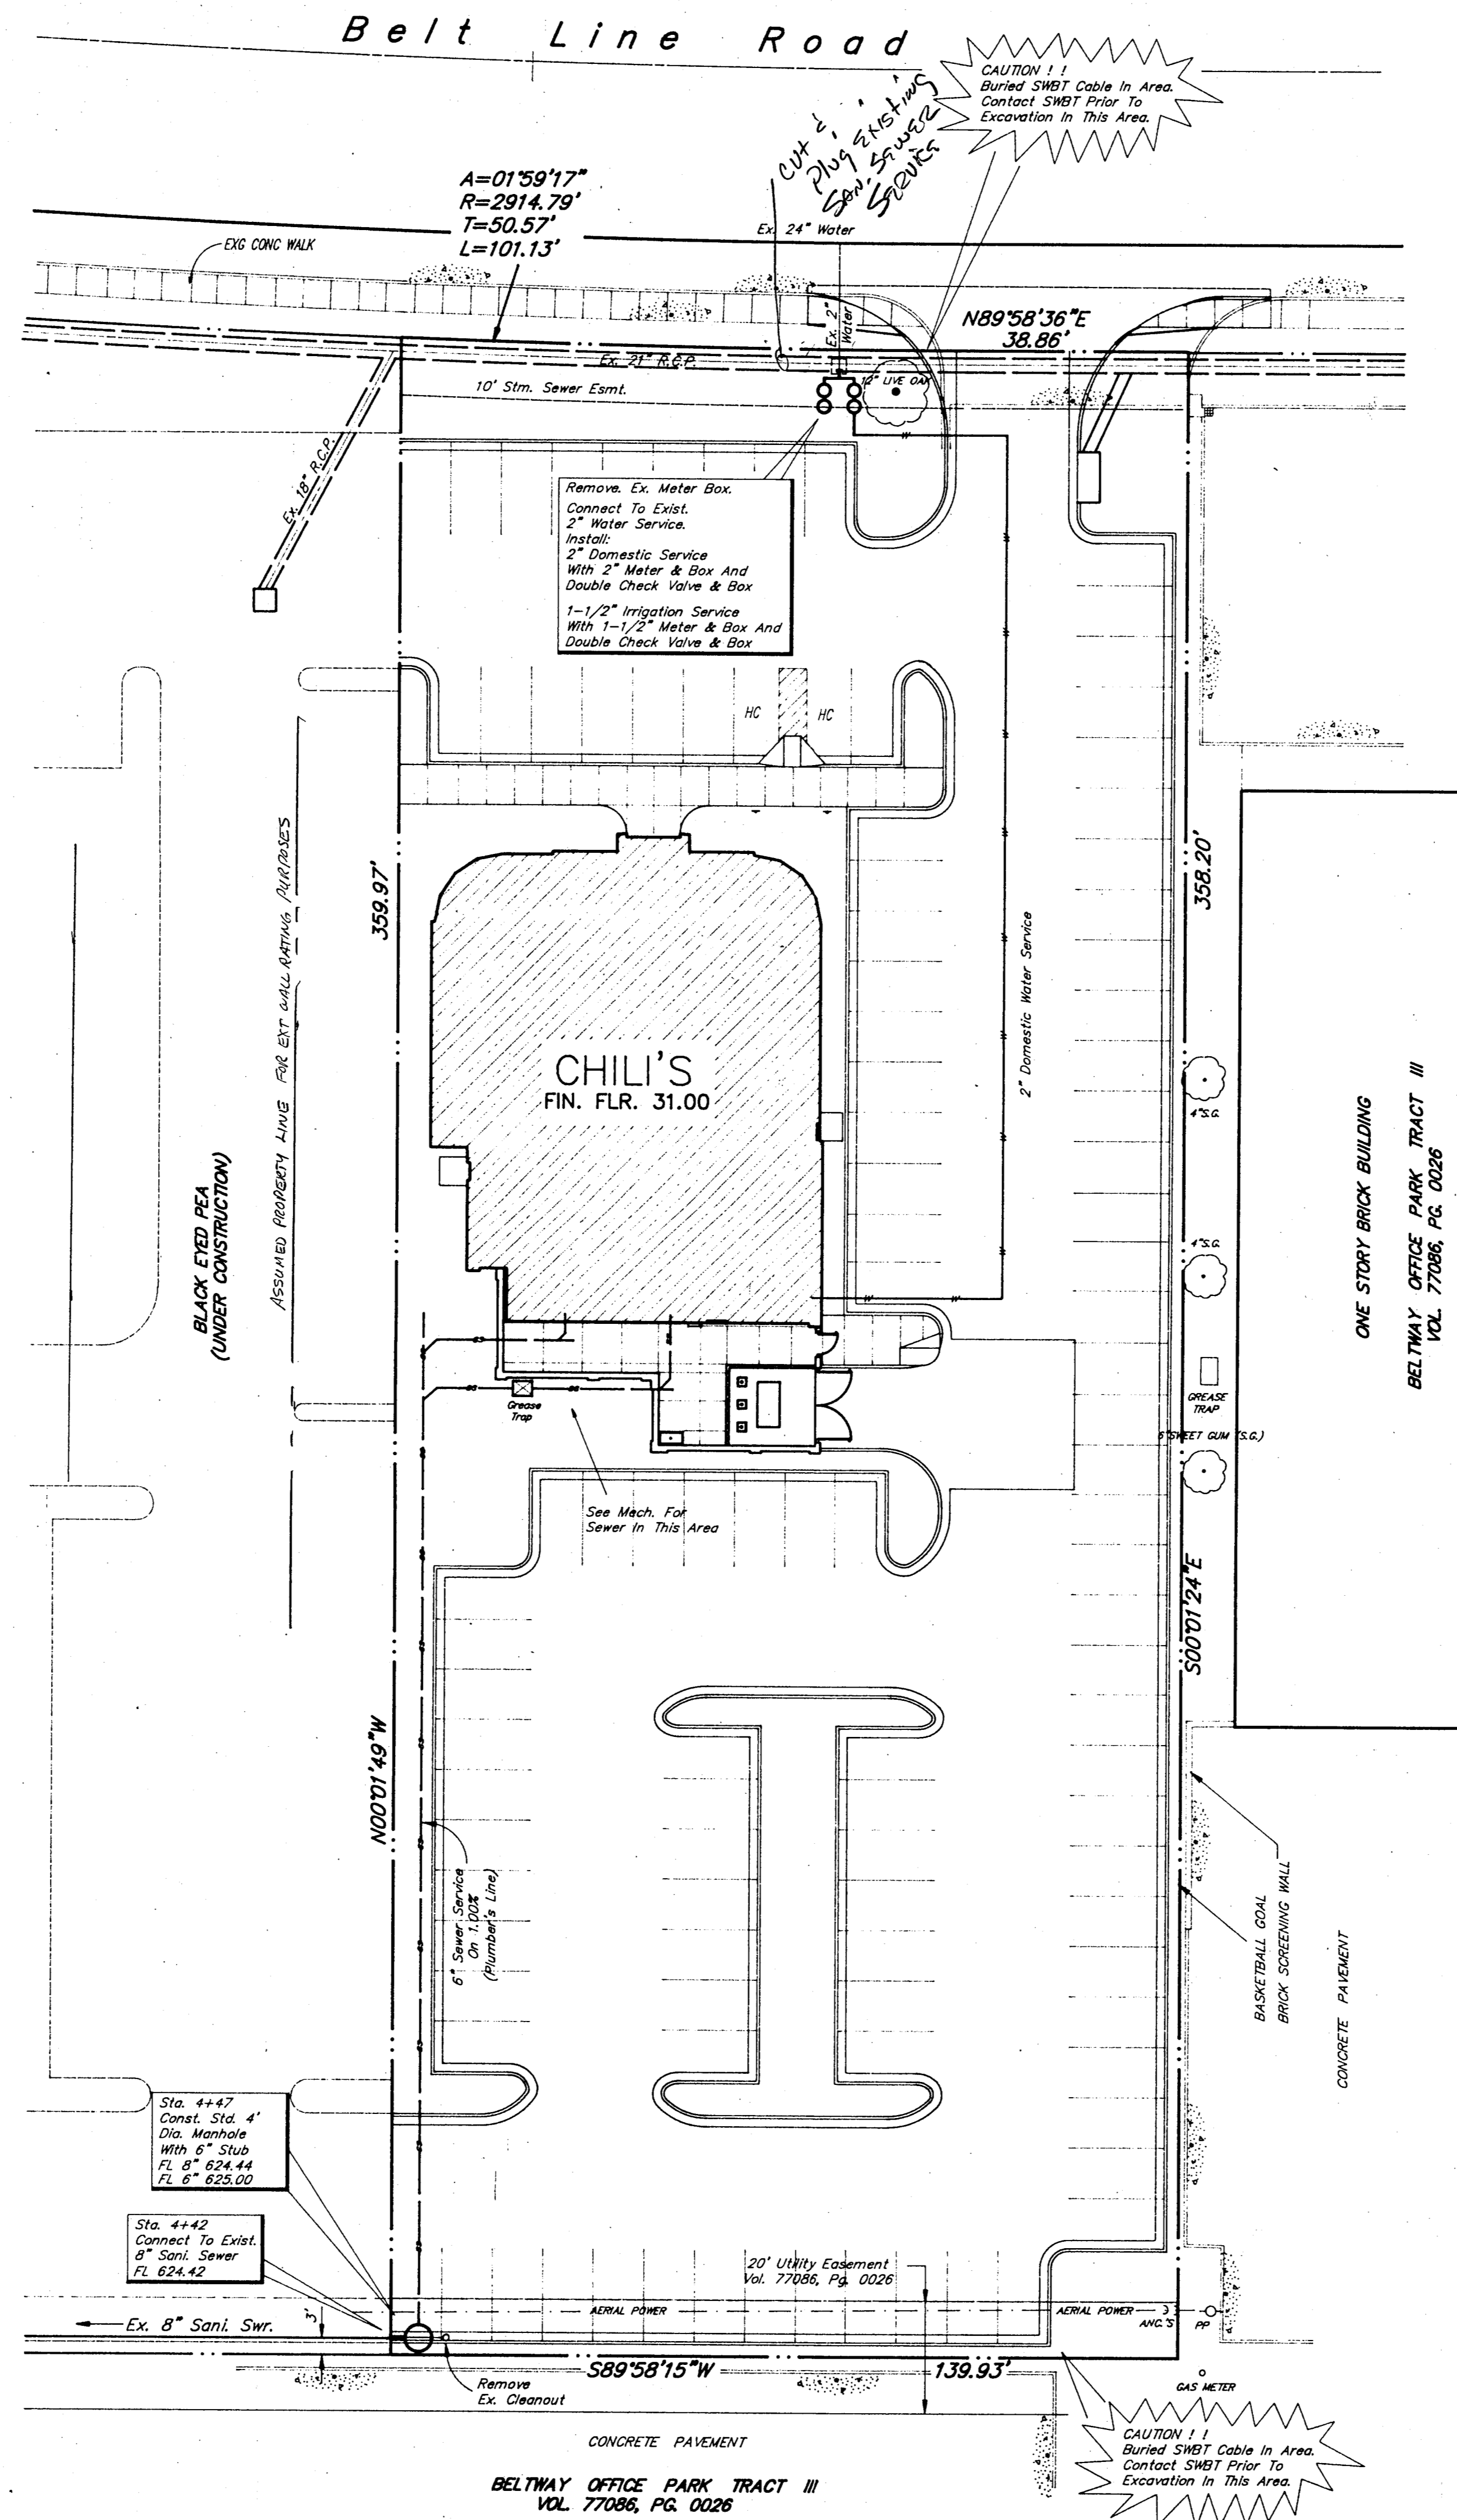 Belt Line Road
CAUTION ! !
Buried SWBT Cable In Area.
Contact SWBT Prior To
Excavation In This Area.
CUT &
Plug EXISTING
SAN. SEWER
SERVICE
A=01°59'17"
R=2914.79'
T=50.57'
L=101.13'
Ex. 24" Water
EXG CONC WALK
Ex. 2"
Water
N89°58'36"E
38.86'
Ex. 21" R.C.P.
12" LIVE OAK
10' Stm. Sewer Esmt.
Ex. 18" R.C.P.
Remove. Ex. Meter Box.
Connect To Exist.
2" Water Service.
Install:
2" Domestic Service
With 2" Meter & Box And
Double Check Valve & Box
1-1/2" Irrigation Service
With 1-1/2" Meter & Box And
Double Check Valve & Box
HC
HC
359.97'
358.20'
ASSUMED PROPERTY LINE FOR EXT WALL RATING PURPOSES
2" Domestic Water Service
CHILI'S
FIN. FLR. 31.00
4"S.G.
BLACK EYED PEA
(UNDER CONSTRUCTION)
ONE STORY BRICK BUILDING
BELTWAY OFFICE PARK TRACT III
VOL. 77086, PG. 0026
4"S.G.
Grease
Trap
GREASE
TRAP
6"SWEET GUM (S.G.)
See Mech. For
Sewer In This Area
S00°01'24"E
N00°01'49"W
6" Sewer Service
On 1.00%
(Plumber's Line)
BASKETBALL GOAL
BRICK SCREENING WALL
CONCRETE PAVEMENT
Sta. 4+47
Const. Std. 4'
Dia. Manhole
With 6" Stub
FL 8" 624.44
FL 6" 625.00
Sta. 4+42
Connect To Exist.
8" Sani. Sewer
FL 624.42
20' Utility Easement
Vol. 77086, Pg. 0026
AERIAL POWER
AERIAL POWER
ANC.'S
PP
3'
Ex. 8" Sani. Swr.
S89°58'15"W
139.93'
Remove
Ex. Cleanout
GAS METER
CONCRETE PAVEMENT
CAUTION ! !
Buried SWBT Cable In Area.
Contact SWBT Prior To
Excavation In This Area.
BELTWAY OFFICE PARK TRACT III
VOL. 77086, PG. 0026